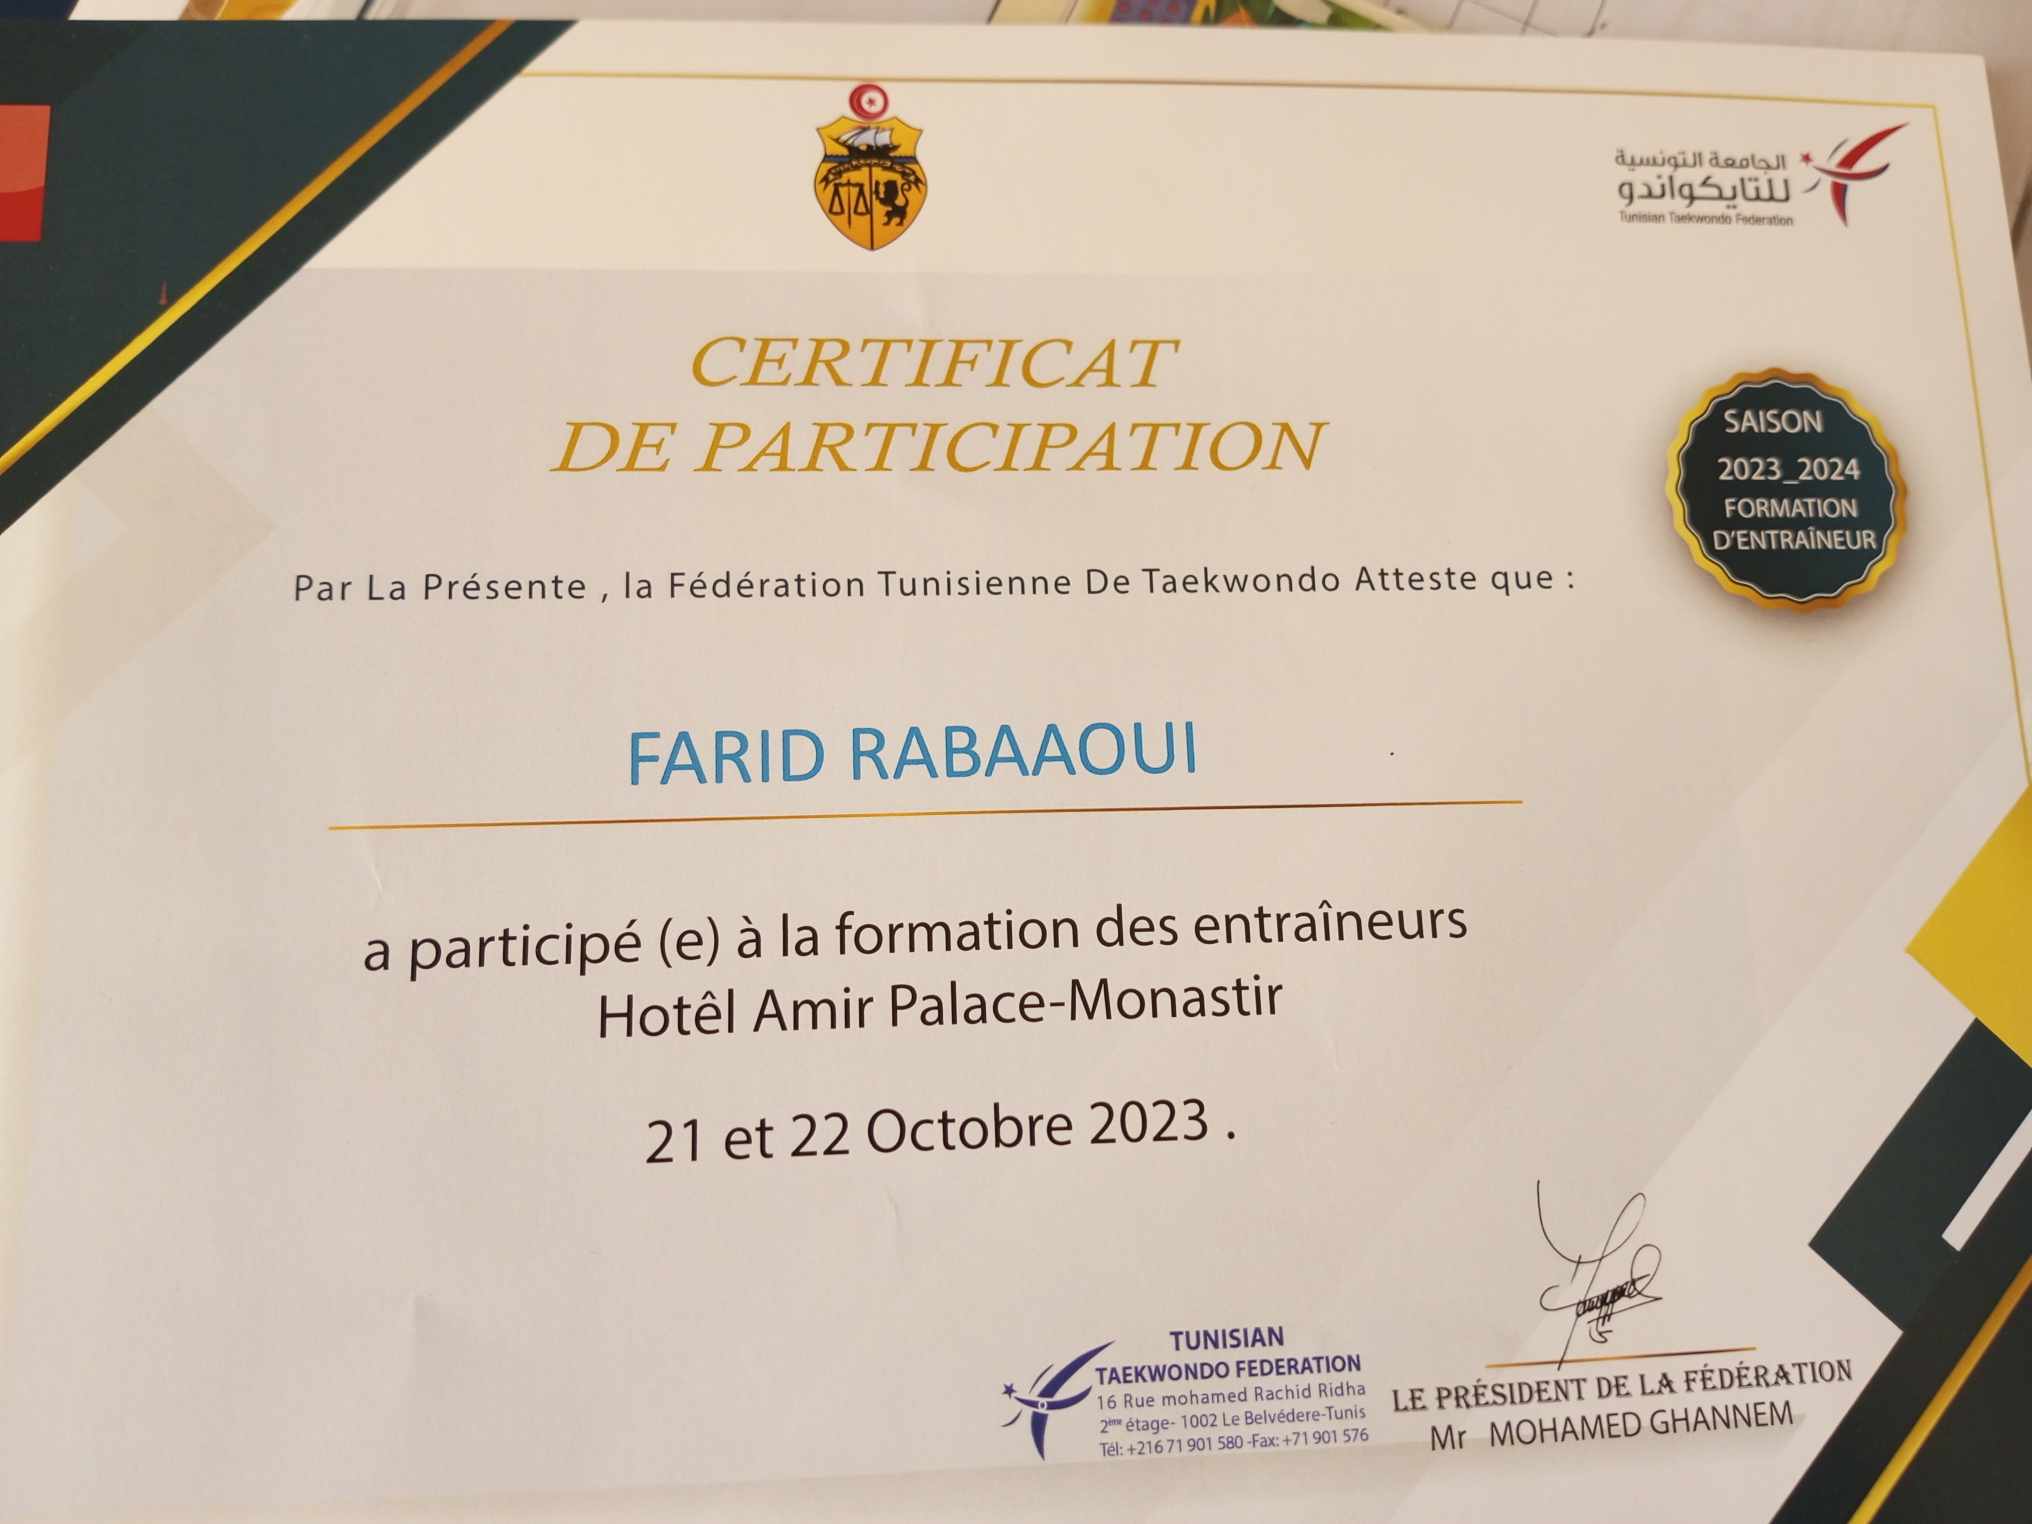 الجامعة التونسية
للتايكواندو
Tunisian Taekwondo Federation
CERTIFICAT
DE PARTICIPATION
SAISON
2023_2024
FORMATION
D'ENTRAÎNEUR
Par La Présente , la Fédération Tunisienne De Taekwondo Atteste que :
FARID RABAAOUI
a participé (e) à la formation des entraîneurs
Hotêl Amir Palace-Monastir
21 et 22 Octobre 2023 .
TUNISIAN
TAEKWONDO FEDERATION
16 Rue mohamed Rachid Ridha
2ème étage- 1002 Le Belvédere-Tunis
Tél: +216 71 901 580 -Fax: +71 901 576
LE PRÉSIDENT DE LA FÉDÉRATION
Mr MOHAMED GHANNEM